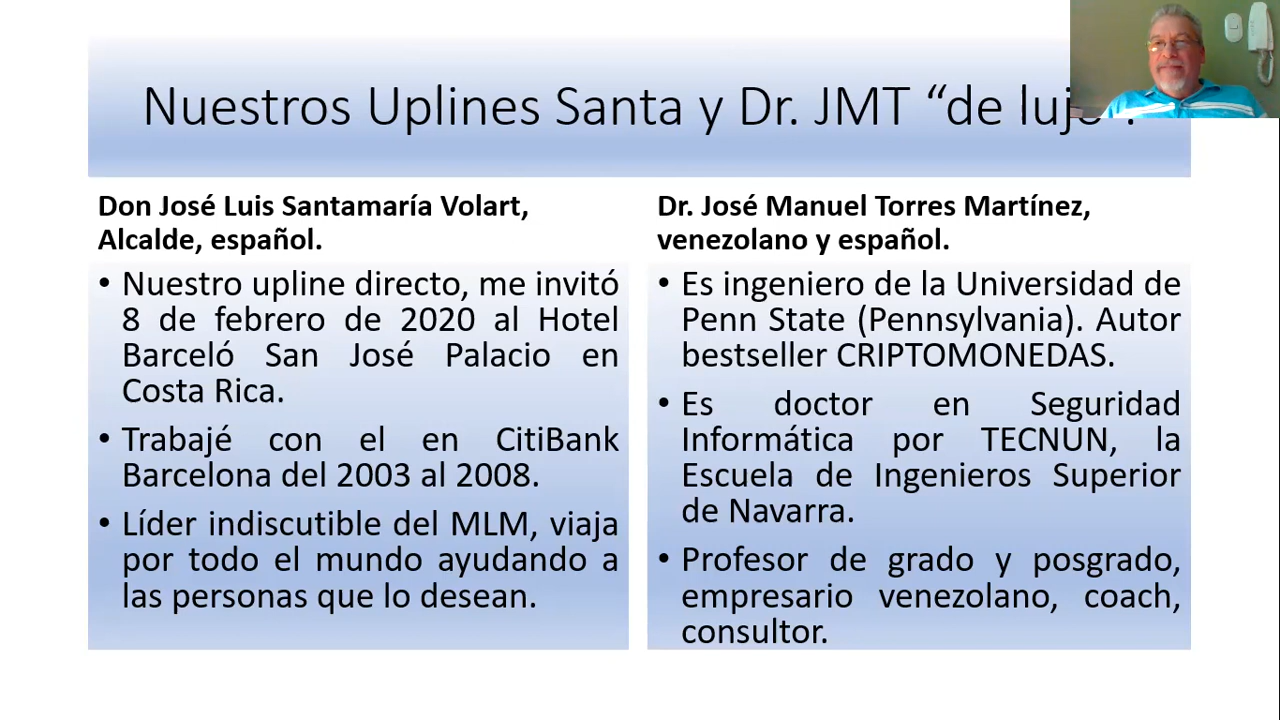 Nuestros Uplines Santa y Dr. JMT “de lujo”.
Don José Luis Santamaría Volart,
Alcalde, español.
• Nuestro upline directo, me invitó
8 de febrero de 2020 al Hotel
Barceló San José Palacio en
Costa Rica.
• Trabajé con el en CitiBank
Barcelona del 2003 al 2008.
• Líder indiscutible del MLM, viaja
por todo el mundo ayudando a
las personas que lo desean.
Dr. José Manuel Torres Martínez,
venezolano y español.
• Es ingeniero de la Universidad de
Penn State (Pennsylvania). Autor
bestseller CRIPTOMONEDAS.
• Es doctor en Seguridad
Informática por TECNUN, la
Escuela de Ingenieros Superior
de Navarra.
• Profesor de grado y posgrado,
empresario venezolano, coach,
consultor.